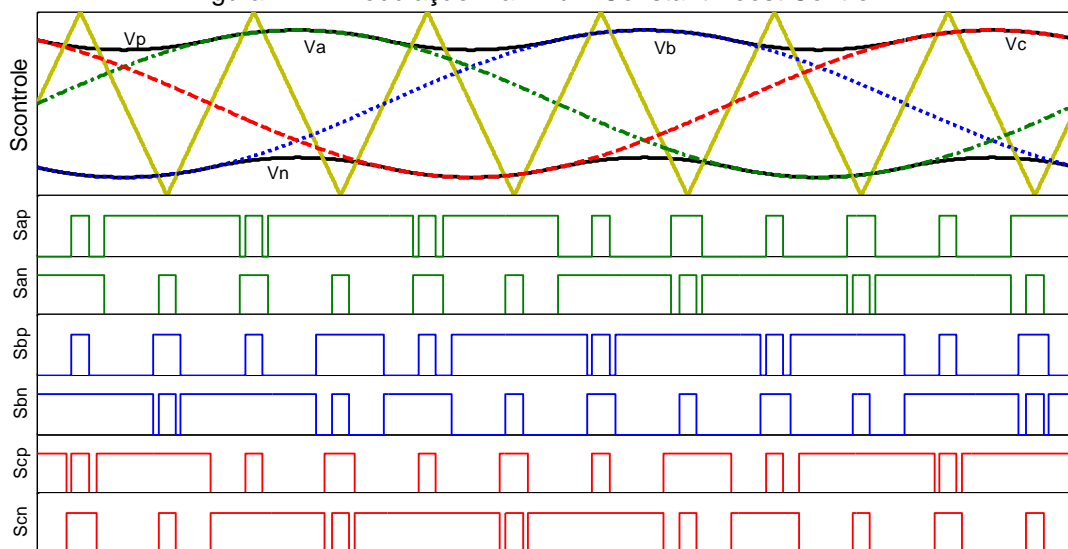 Vp
Va
Vb
Vc
Vn
Scontrole
Sap
San
Sbp
Sbn
Scp
Scn